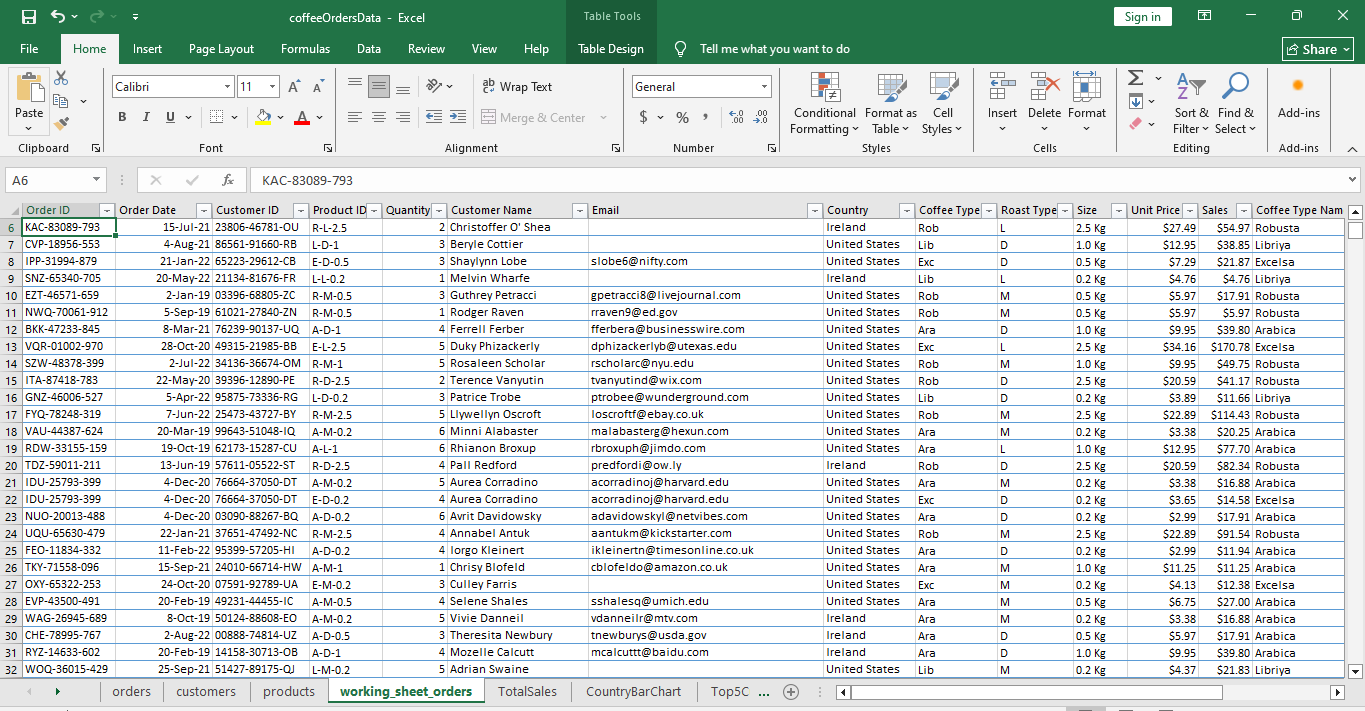 coffeeOrdersData - Excel
Table Tools
Sign in
File Home Insert Page Layout Formulas Data Review View Help Table Design Tell me what you want to do Share
Paste Calibri 11 Wrap Text General Conditional Formatting Format as Table Cell Styles Insert Delete Format Sort & Filter Find & Select Add-ins
B I U A Merge & Center $ % ,
Clipboard Font Alignment Number Styles Cells Editing Add-ins
A6 fx KAC-83089-793
Order ID Order Date Customer ID Product ID Quantity Customer Name Email Country Coffee Type Roast Type Size Unit Price Sales Coffee Type Nam
6 KAC-83089-793 15-Jul-21 23806-46781-OU R-L-2.5 2 Christoffer O' Shea Ireland Rob L 2.5 Kg $27.49 $54.97 Robusta
7 CVP-18956-553 4-Aug-21 86561-91660-RB L-D-1 3 Beryle Cottier United States Lib D 1.0 Kg $12.95 $38.85 Libriya
8 IPP-31994-879 21-Jan-22 65223-29612-CB E-D-0.5 3 Shaylynn Lobe slobe6@nifty.com United States Exc D 0.5 Kg $7.29 $21.87 Excelsa
9 SNZ-65340-705 20-May-22 21134-81676-FR L-L-0.2 1 Melvin Wharfe Ireland Lib L 0.2 Kg $4.76 $4.76 Libriya
10 EZT-46571-659 2-Jan-19 03396-68805-ZC R-M-0.5 3 Guthrey Petracci gpetracci8@livejournal.com United States Rob M 0.5 Kg $5.97 $17.91 Robusta
11 NWQ-70061-912 5-Sep-19 61021-27840-ZN R-M-0.5 1 Rodger Raven rraven9@ed.gov United States Rob M 0.5 Kg $5.97 $5.97 Robusta
12 BKK-47233-845 8-Mar-21 76239-90137-UQ A-D-1 4 Ferrell Ferber fferbera@businesswire.com United States Ara D 1.0 Kg $9.95 $39.80 Arabica
13 VQR-01002-970 28-Oct-20 49315-21985-BB E-L-2.5 5 Duky Phizackerly dphizackerlyb@utexas.edu United States Exc L 2.5 Kg $34.16 $170.78 Excelsa
14 SZW-48378-399 2-Jul-22 34136-36674-OM R-M-1 5 Rosaleen Scholar rscholarc@nyu.edu United States Rob M 1.0 Kg $9.95 $49.75 Robusta
15 ITA-87418-783 22-May-20 39396-12890-PE R-D-2.5 2 Terence Vanyutin tvanyutind@wix.com United States Rob D 2.5 Kg $20.59 $41.17 Robusta
16 GNZ-46006-527 5-Apr-22 95875-73336-RG L-D-0.2 3 Patrice Trobe ptrobee@wunderground.com United States Lib D 0.2 Kg $3.89 $11.66 Libriya
17 FYQ-78248-319 7-Jun-22 25473-43727-BY R-M-2.5 5 Llywellyn Oscroft loscroftf@ebay.co.uk United States Rob M 2.5 Kg $22.89 $114.43 Robusta
18 VAU-44387-624 20-Mar-19 99643-51048-IQ A-M-0.2 6 Minni Alabaster malabasterg@hexun.com United States Ara M 0.2 Kg $3.38 $20.25 Arabica
19 RDW-33155-159 19-Oct-19 62173-15287-CU A-L-1 6 Rhianon Broxup rbroxuph@jimdo.com United States Ara L 1.0 Kg $12.95 $77.70 Arabica
20 TDZ-59011-211 13-Jun-19 57611-05522-ST R-D-2.5 4 Pall Redford predfordi@ow.ly Ireland Rob D 2.5 Kg $20.59 $82.34 Robusta
21 IDU-25793-399 4-Dec-20 76664-37050-DT A-M-0.2 5 Aurea Corradino acorradinoj@harvard.edu United States Ara M 0.2 Kg $3.38 $16.88 Arabica
22 IDU-25793-399 4-Dec-20 76664-37050-DT E-D-0.2 4 Aurea Corradino acorradinoj@harvard.edu United States Exc D 0.2 Kg $3.65 $14.58 Excelsa
23 NUO-20013-488 4-Dec-20 03090-88267-BQ A-D-0.2 6 Avrit Davidowsky adavidowskyl@netvibes.com United States Ara D 0.2 Kg $2.99 $17.91 Arabica
24 UQU-65630-479 22-Jan-21 37651-47492-NC R-M-2.5 4 Annabel Antuk aantukm@kickstarter.com United States Rob M 2.5 Kg $22.89 $91.54 Robusta
25 FEO-11834-332 11-Feb-22 95399-57205-HI A-D-0.2 4 Iorgo Kleinert ikleinertn@timesonline.co.uk United States Ara D 0.2 Kg $2.99 $11.94 Arabica
26 TKY-71558-096 15-Sep-21 24010-66714-HW A-M-1 1 Chrisy Blofeld cblofeldo@amazon.co.uk United States Ara M 1.0 Kg $11.25 $11.25 Arabica
27 OXY-65322-253 24-Oct-20 07591-92789-UA E-M-0.2 3 Culley Farris United States Exc M 0.2 Kg $4.13 $12.38 Excelsa
28 EVP-43500-491 20-Feb-19 49231-44455-IC A-M-0.5 4 Selene Shales sshalesq@umich.edu United States Ara M 0.5 Kg $6.75 $27.00 Arabica
29 WAG-26945-689 8-Oct-19 50124-88608-EO A-M-0.2 5 Vivie Danneil vdanneilr@mtv.com Ireland Ara M 0.2 Kg $3.38 $16.88 Arabica
30 CHE-78995-767 2-Aug-22 00888-74814-UZ A-D-0.5 3 Theresita Newbury tnewburys@usda.gov Ireland Ara D 0.5 Kg $5.97 $17.91 Arabica
31 RYZ-14633-602 20-Feb-19 14158-30713-OB A-D-1 4 Mozelle Calcutt mcalcuttt@baidu.com Ireland Ara D 1.0 Kg $9.95 $39.80 Arabica
32 WOQ-36015-429 25-Sep-21 51427-89175-QJ L-M-0.2 5 Adrian Swaine United States Lib M 0.2 Kg $4.37 $21.83 Libriya
orders customers products working_sheet_orders TotalSales CountryBarChart Top5C ...